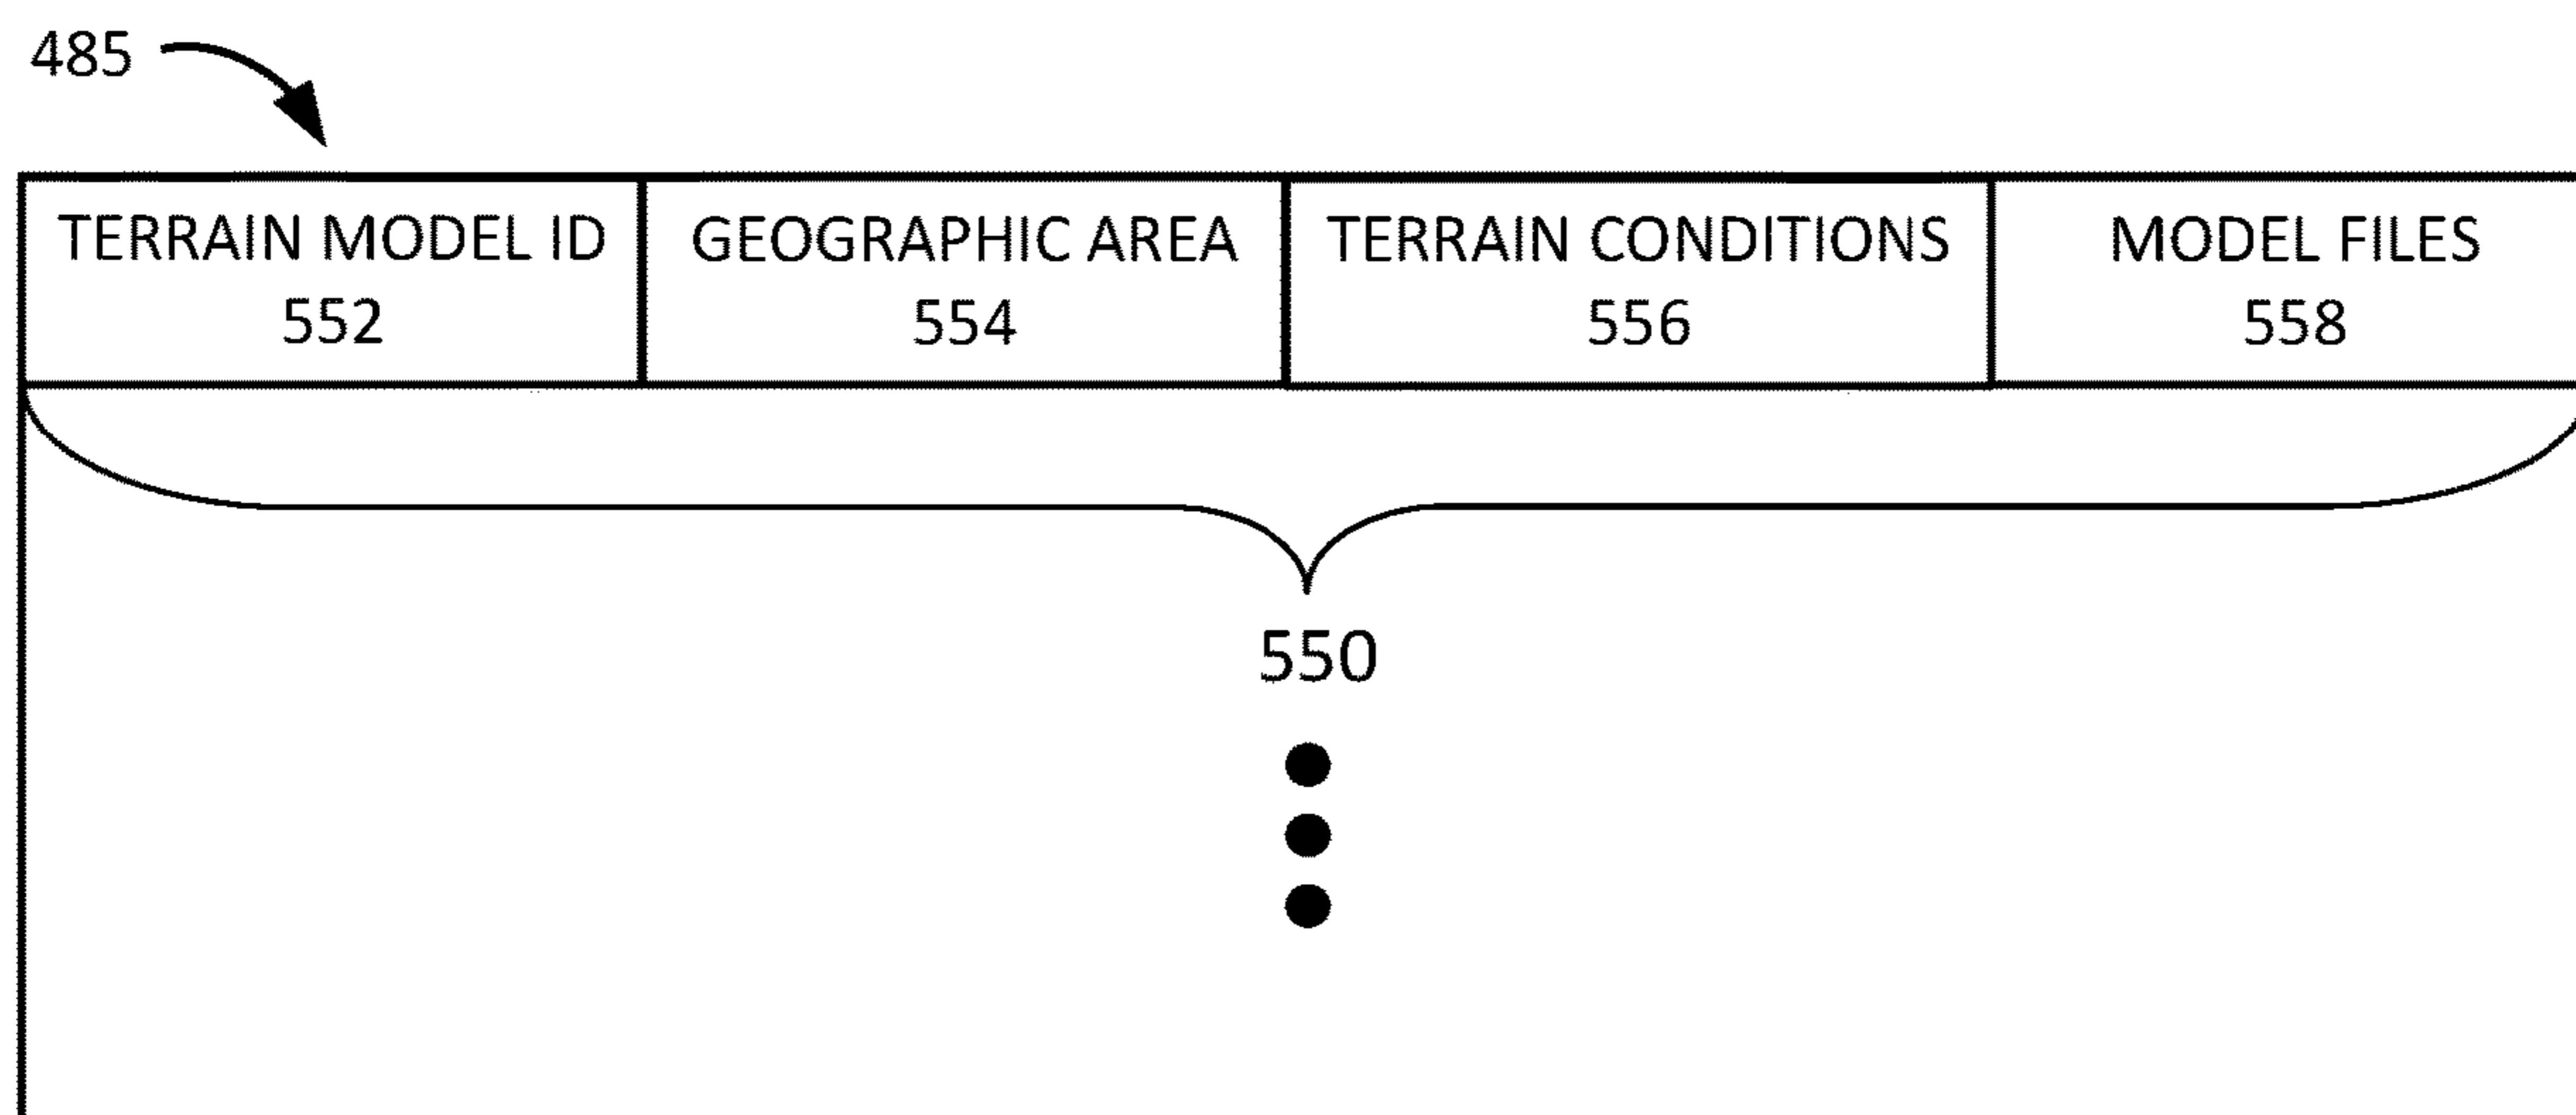 485
TERRAIN MODEL ID
552
GEOGRAPHIC AREA
554
TERRAIN CONDITIONS
556
MODEL FILES
558
550